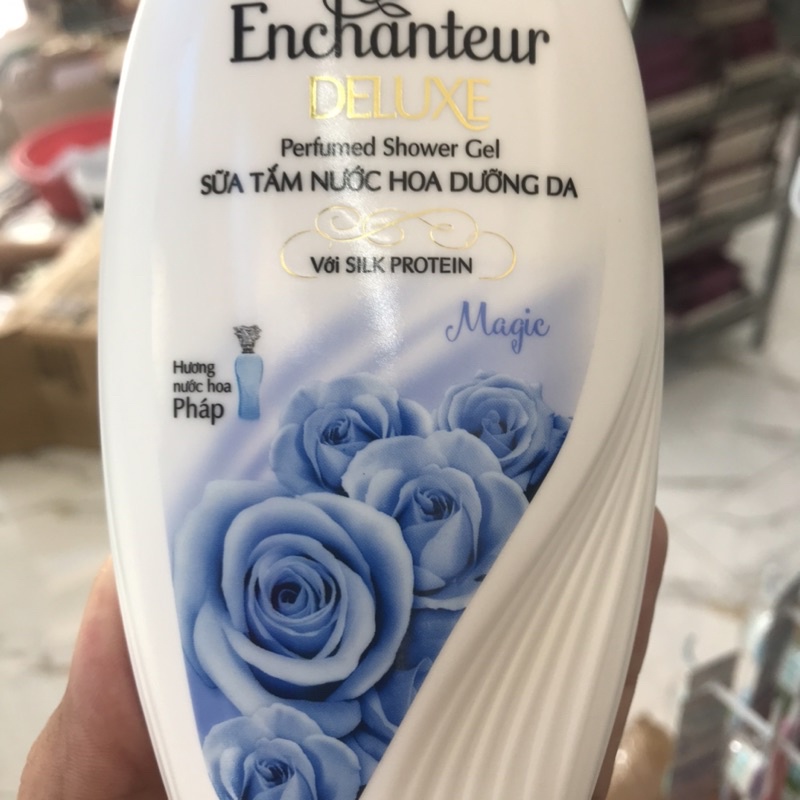 Enchanteur
DELUXE
Perfumed Shower Gel
SỮA TẮM NƯỚC HOA DƯỠNG DA
Với SILK PROTEIN
Magic
Hương
nước hoa
Pháp